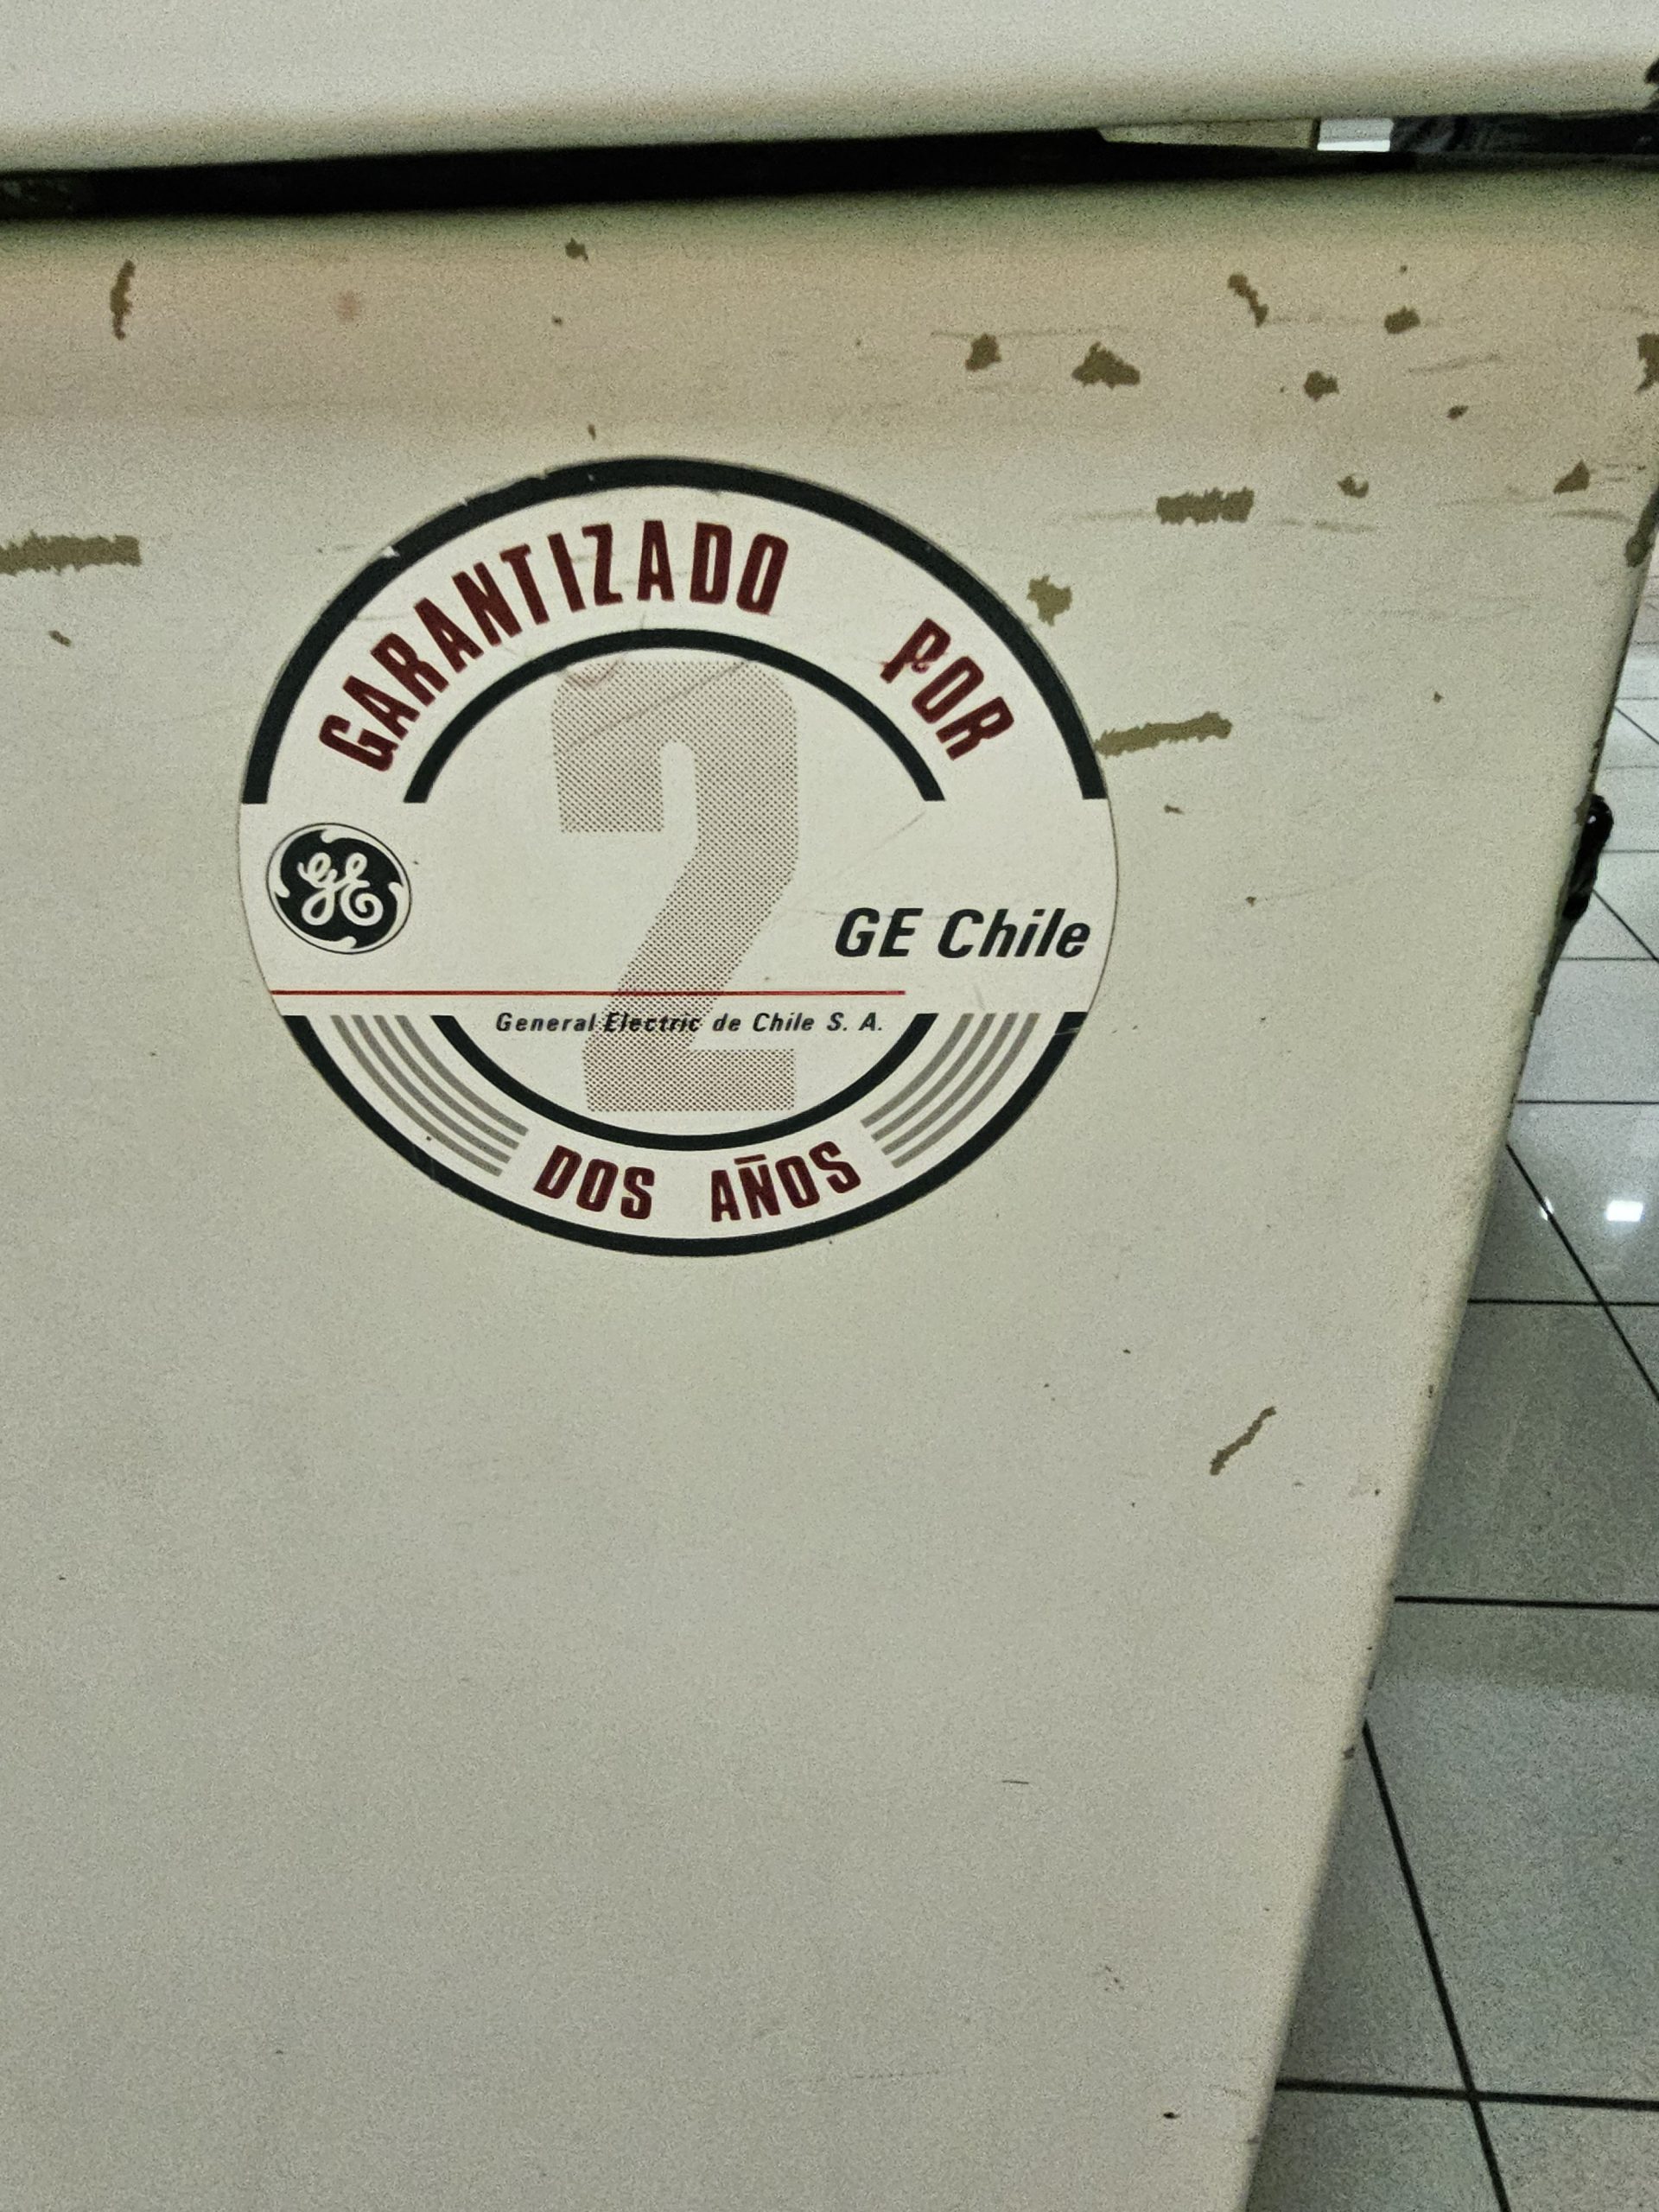 GARANTIZADO POR
2
GE
GE Chile
General Electric de Chile S. A.
DOS AÑOS